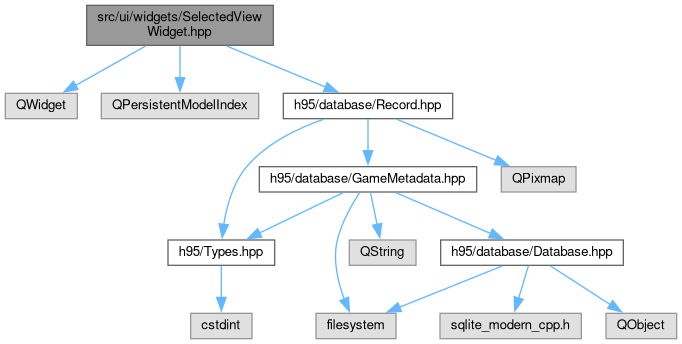 src/ui/widgets/SelectedView
Widget.hpp
QWidget
QPersistentModelIndex
h95/database/Record.hpp
h95/database/GameMetadata.hpp
QPixmap
h95/Types.hpp
QString
h95/database/Database.hpp
cstdint
filesystem
sqlite_modern_cpp.h
QObject